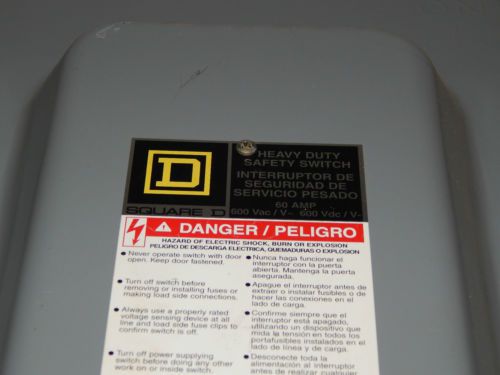 HEAVY DUTY
SAFETY SWITCH
INTERRUPTOR DE
SEGURIDAD DE
SERVICIO PESADO
60 AMP
600 Vac / V~ 600 Vdc / V⎓
D
SQUARE D
DANGER / PELIGRO
HAZARD OF ELECTRIC SHOCK, BURN OR EXPLOSION
PELIGRO DE DESCARGA ELECTRICA, QUEMADURAS O EXPLOSION
• Never operate switch with door
open. Keep door fastened.
• Turn off switch before
removing or installing fuses or
making load side connections.
• Always use a properly rated
voltage sensing device at all
line and load side fuse clips to
confirm switch is off.
• Turn off power supplying
switch before doing any other
work on or inside switch.
• Nunca haga funcionar el
interruptor con la puerta
abierta. Mantenga la puerta
asegurada.
• Apague el interruptor antes de
extraer o instalar fusibles o de
hacer las conexiones en el
lado de carga.
• Confirme siempre que el
interruptor está apagado,
utilizando un dispositivo que
mida la tensión en todos los
portafusibles instalados en el
lado de línea y de carga.
• Desconecte toda la
alimentación al interruptor
antes de realizar cualquier